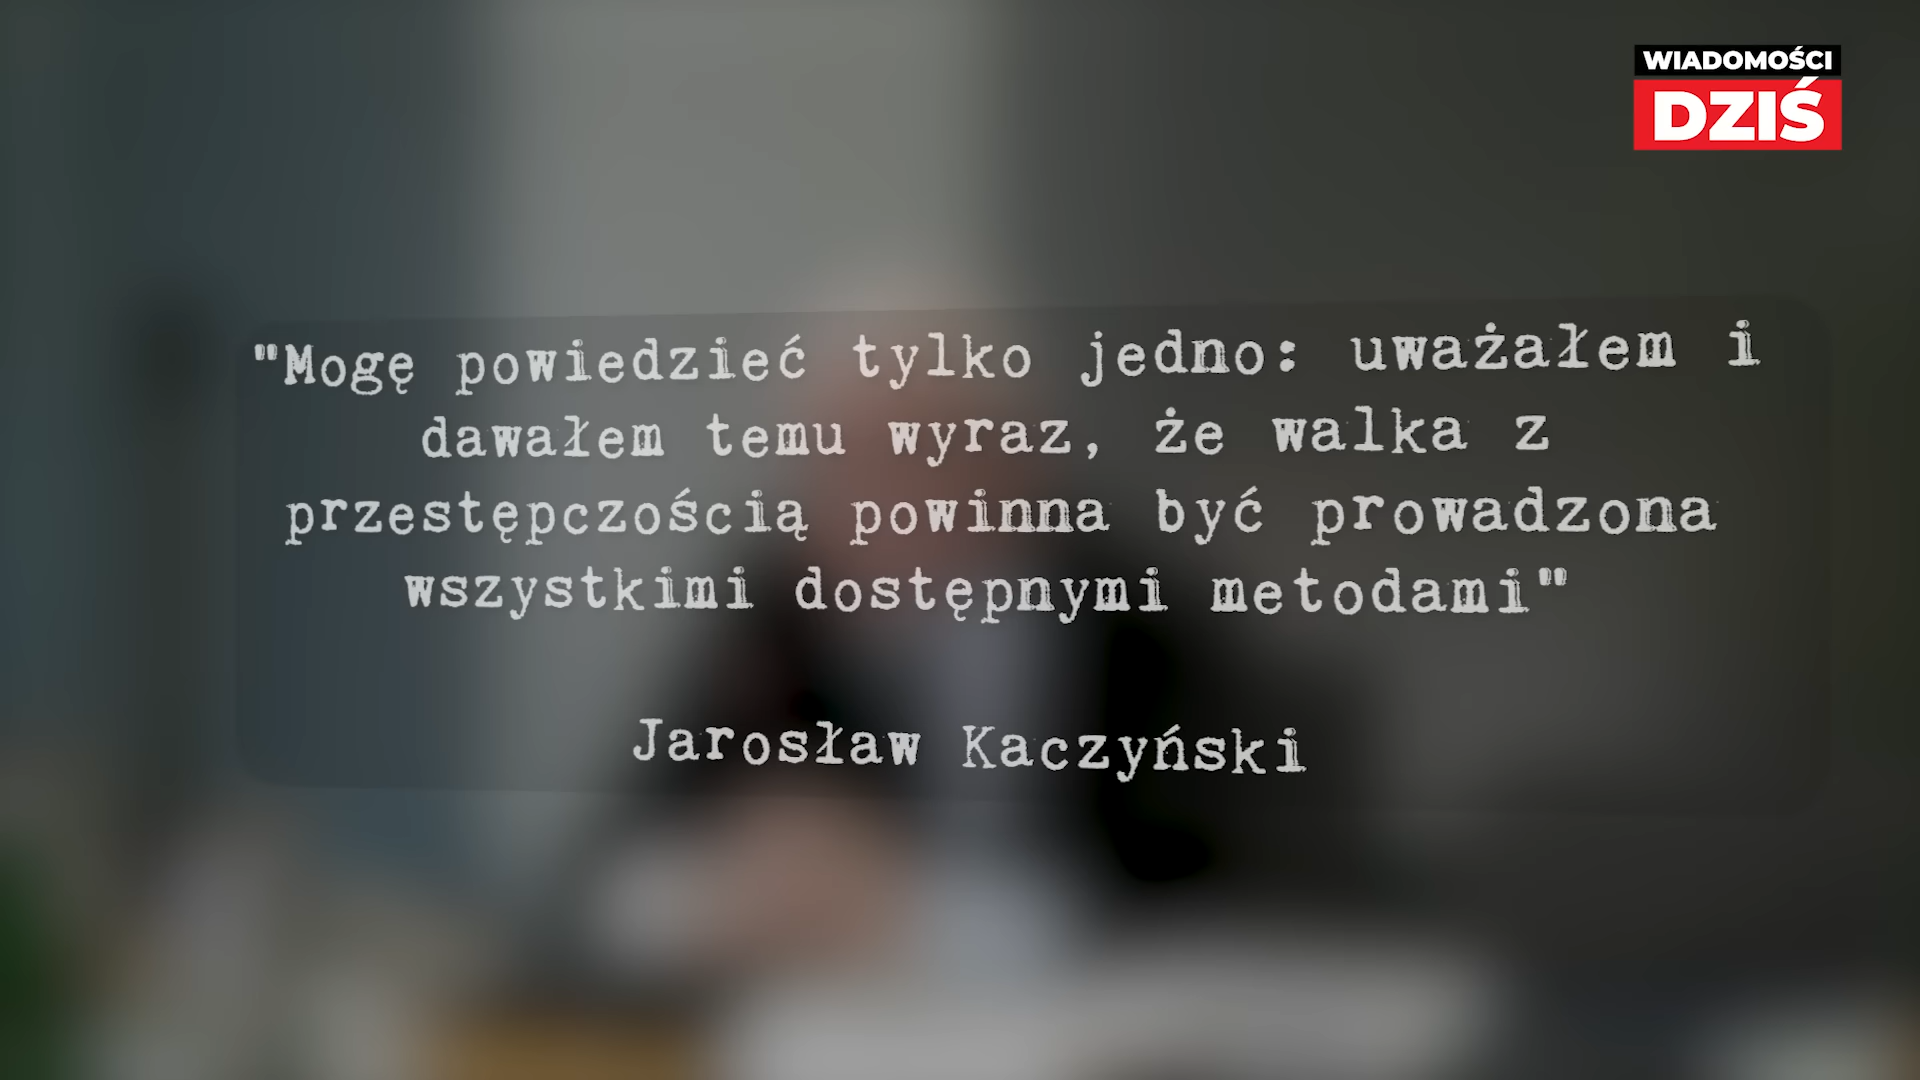 WIADOMOŚCI
DZIŚ
"Mogę powiedzieć tylko jedno: uważałem i
dawałem temu wyraz, że walka z
przestępczością powinna być prowadzona
wszystkimi dostępnymi metodami"
Jarosław Kaczyński